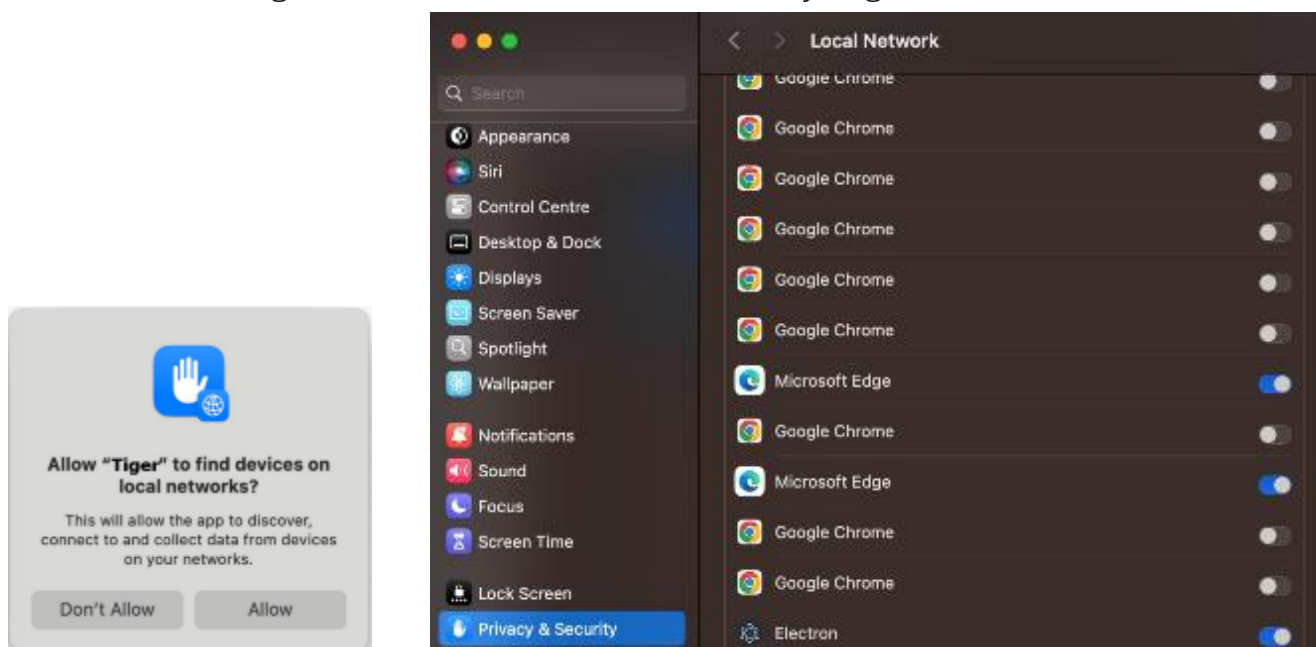 Allow "Tiger" to find devices on
local networks?
This will allow the app to discover,
connect to and collect data from devices
on your networks.
Don't Allow
Allow
Search
Appearance
Siri
Control Centre
Desktop & Dock
Displays
Screen Saver
Spotlight
Wallpaper
Notifications
Sound
Focus
Screen Time
Lock Screen
Privacy & Security
Local Network
Google Chrome
Google Chrome
Google Chrome
Google Chrome
Google Chrome
Google Chrome
Microsoft Edge
Google Chrome
Microsoft Edge
Google Chrome
Google Chrome
Electron